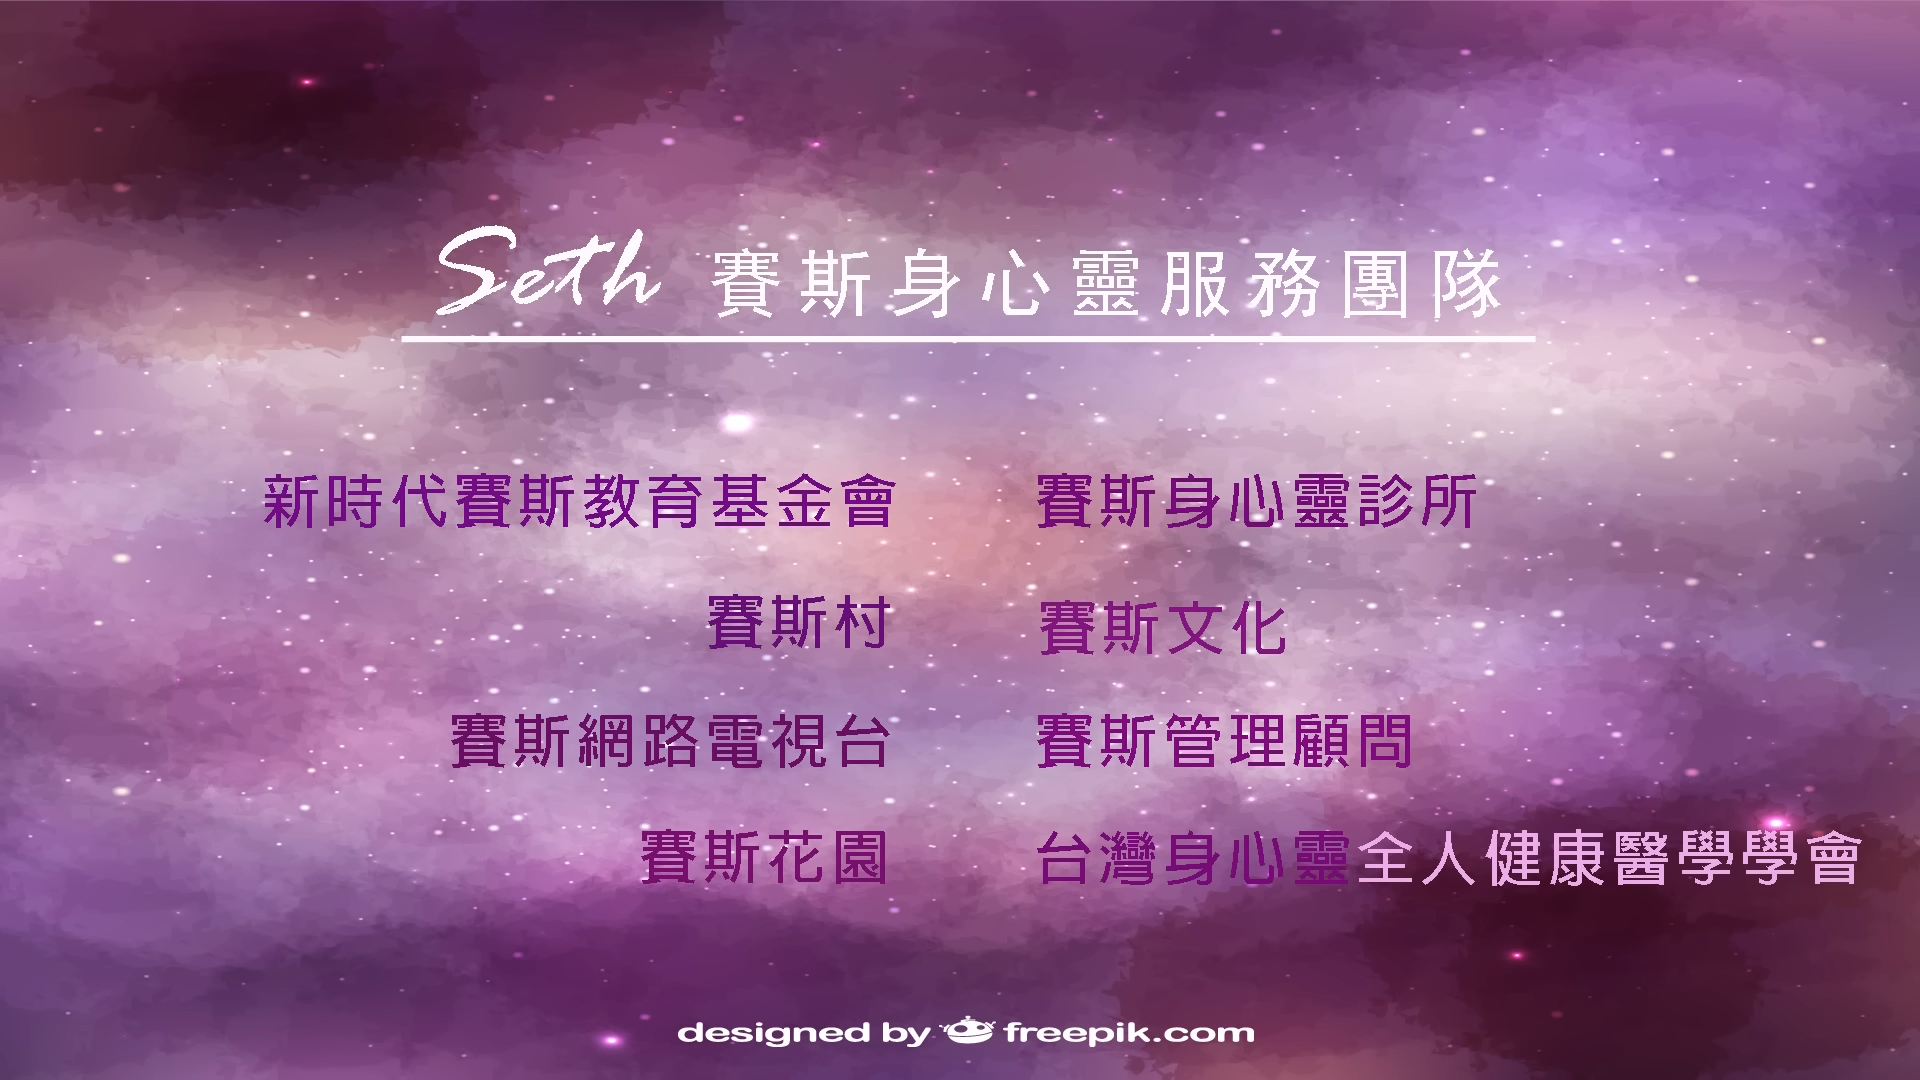 Seth 賽斯身心靈服務團隊
新時代賽斯教育基金會 賽斯身心靈診所
賽斯村 賽斯文化
賽斯網路電視台 賽斯管理顧問
賽斯花園 台灣身心靈全人健康醫學學會
designed by freepik.com